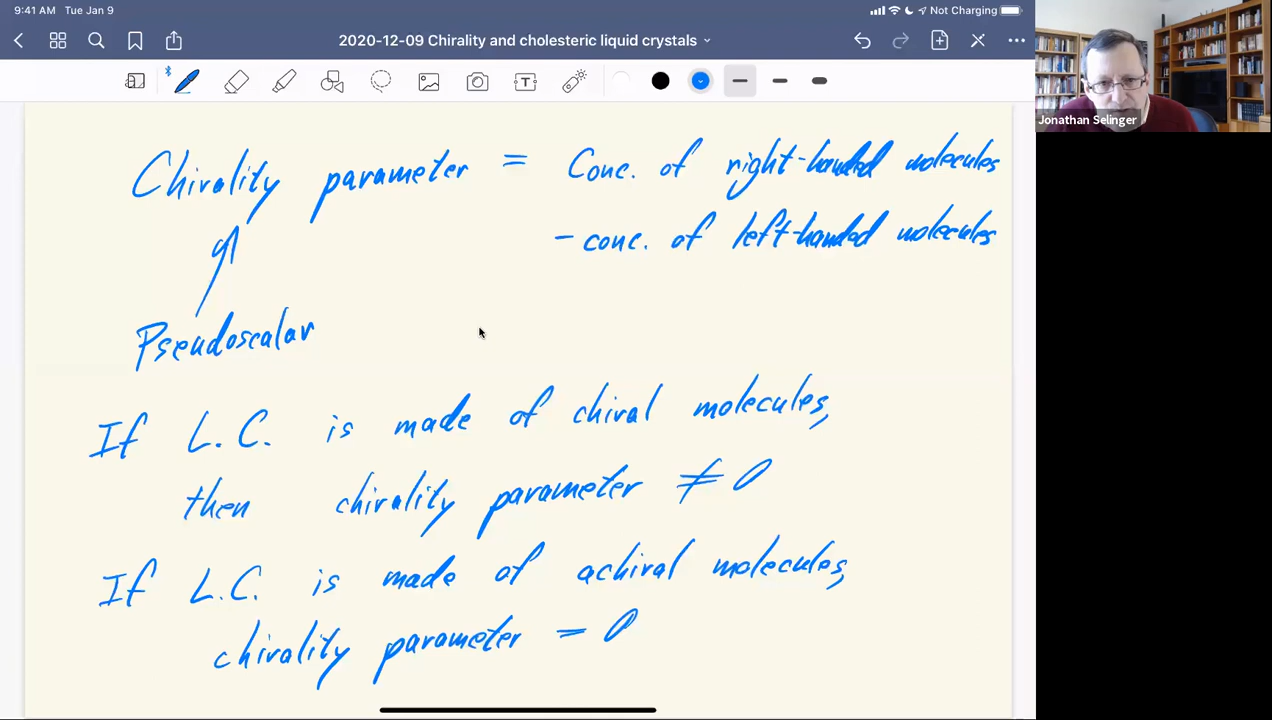 9:41 AM Tue Jan 9
Not Charging
2020-12-09 Chirality and cholesteric liquid crystals
T
Jonathan Selinger
Chirality parameter = Conc. of right-handed molecules
- conc. of left-handed molecules
Pseudoscalar
If L.C. is made of chiral molecules,
then chirality parameter ≠ 0
If L.C. is made of achiral molecules,
chirality parameter = 0